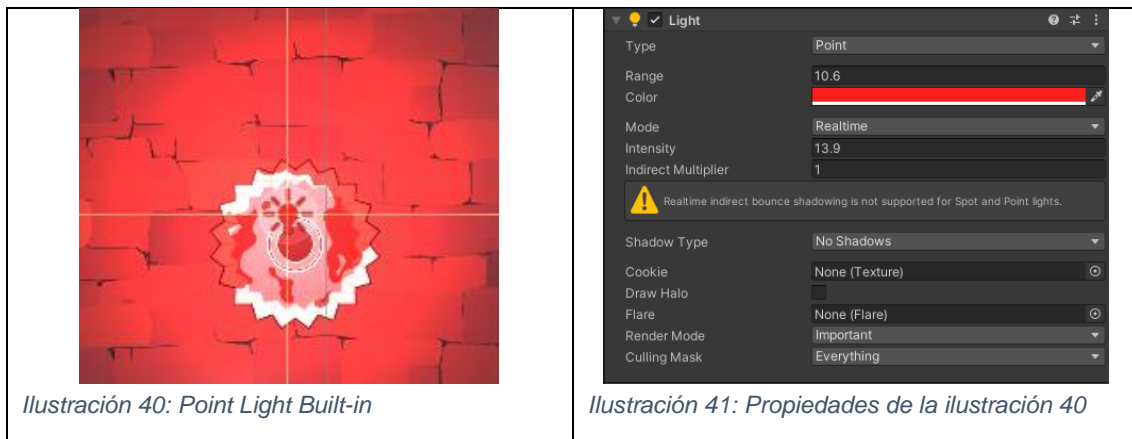 Light
Type Point
Range 10.6
Color
Mode Realtime
Intensity 13.9
Indirect Multiplier 1
Realtime indirect bounce shadowing is not supported for Spot and Point lights.
Shadow Type No Shadows
Cookie None (Texture)
Draw Halo
Flare None (Flare)
Render Mode Important
Culling Mask Everything
Ilustración 40: Point Light Built-in
Ilustración 41: Propiedades de la ilustración 40